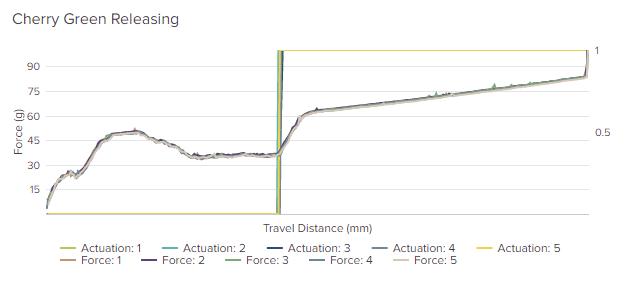 Cherry Green Releasing
90
75
60
45
30
15
Force (g)
1
0.5
Travel Distance (mm)
Actuation: 1 Actuation: 2 Actuation: 3 Actuation: 4 Actuation: 5
Force: 1 Force: 2 Force: 3 Force: 4 Force: 5